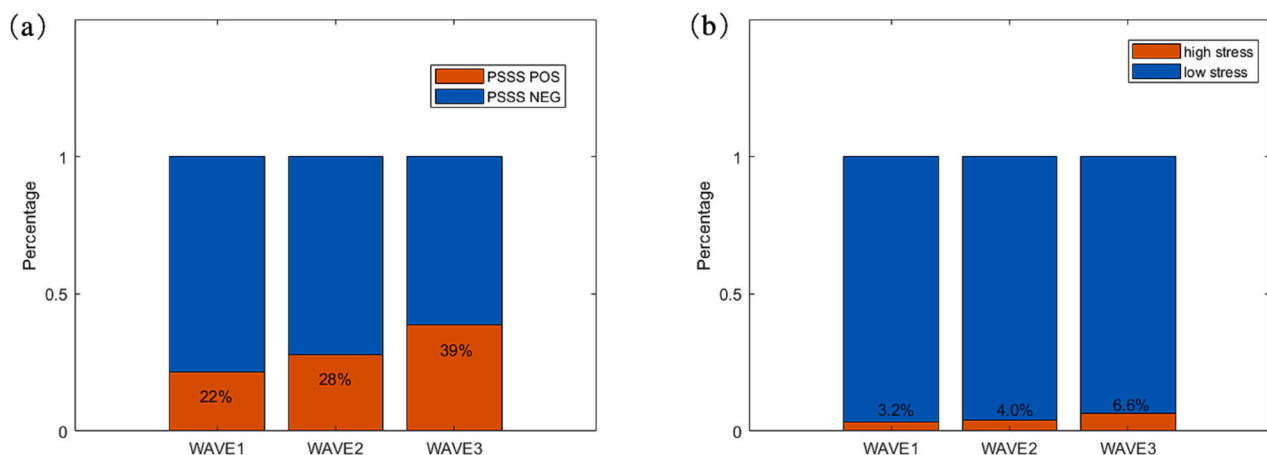 (a)
PSSS POS
PSSS NEG
Percentage
1
0.5
0
22%
28%
39%
WAVE1
WAVE2
WAVE3
(b)
high stress
low stress
Percentage
1
0.5
0
3.2%
4.0%
6.6%
WAVE1
WAVE2
WAVE3